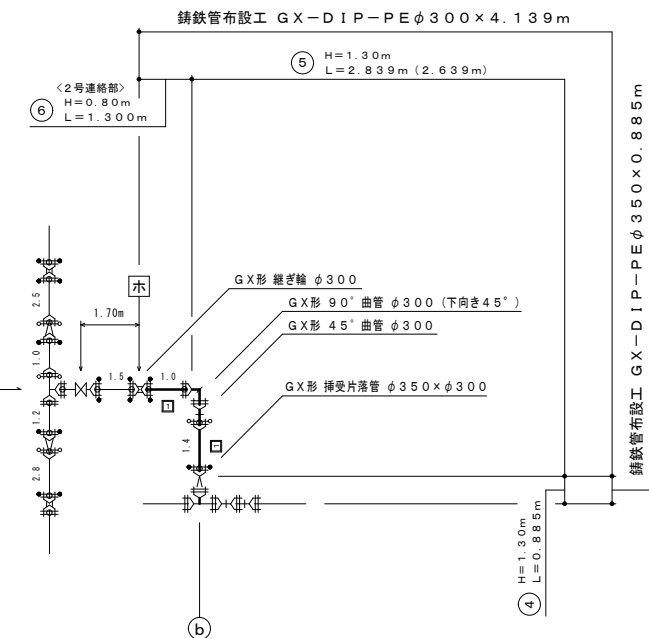 鋳鉄管布設工 GX－DIP－PEφ300×4.139m
⑤
H=1.30m
L=2.839m (2.639m)
<2号連絡部>
⑥
H=0.80m
L=1.300m
鋳鉄管布設工 GX－DIP－PEφ350×0.885m
ホ
1.70m
GX形 継ぎ輪 φ300
GX形 90°曲管 φ300 (下向き45°)
GX形 45°曲管 φ300
GX形 挿受片落管 φ350×φ300
2.5
1.0
1.2
2.8
1.5
1.0
1
1.4
1
④
H=1.30m
L=0.885m
ⓑ